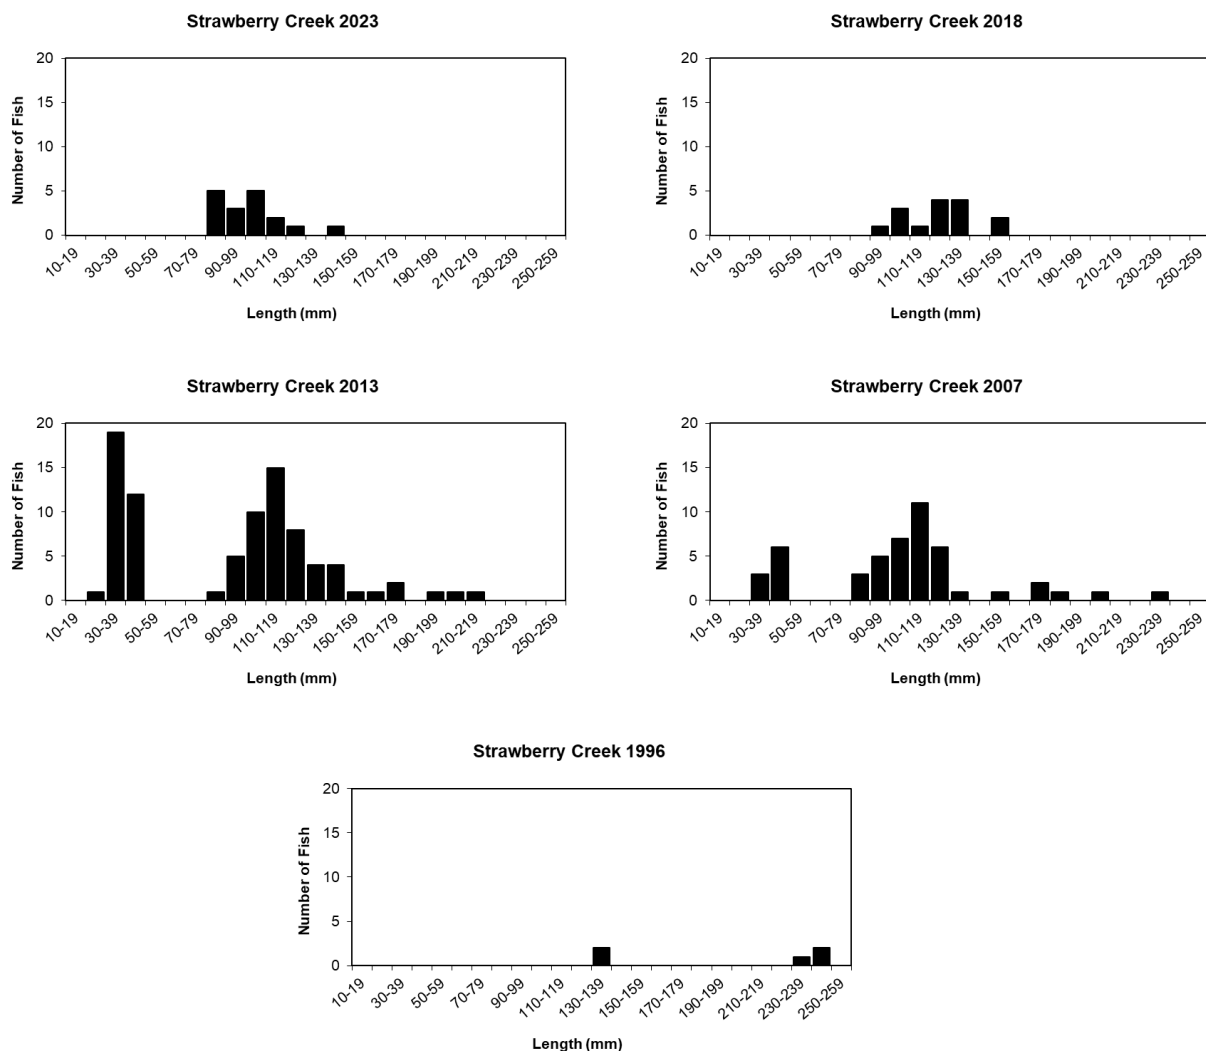 Strawberry Creek 2023
Number of Fish
20
15
10
5
0
10-19 30-39 50-59 70-79 90-99 110-119 130-139 150-159 170-179 190-199 210-219 230-239 250-259
Length (mm)
Strawberry Creek 2018
Number of Fish
20
15
10
5
0
10-19 30-39 50-59 70-79 90-99 110-119 130-139 150-159 170-179 190-199 210-219 230-239 250-259
Length (mm)
Strawberry Creek 2013
Number of Fish
20
15
10
5
0
10-19 30-39 50-59 70-79 90-99 110-119 130-139 150-159 170-179 190-199 210-219 230-239 250-259
Length (mm)
Strawberry Creek 2007
Number of Fish
20
15
10
5
0
10-19 30-39 50-59 70-79 90-99 110-119 130-139 150-159 170-179 190-199 210-219 230-239 250-259
Length (mm)
Strawberry Creek 1996
Number of Fish
20
15
10
5
0
10-19 30-39 50-59 70-79 90-99 110-119 130-139 150-159 170-179 190-199 210-219 230-239 250-259
Length (mm)